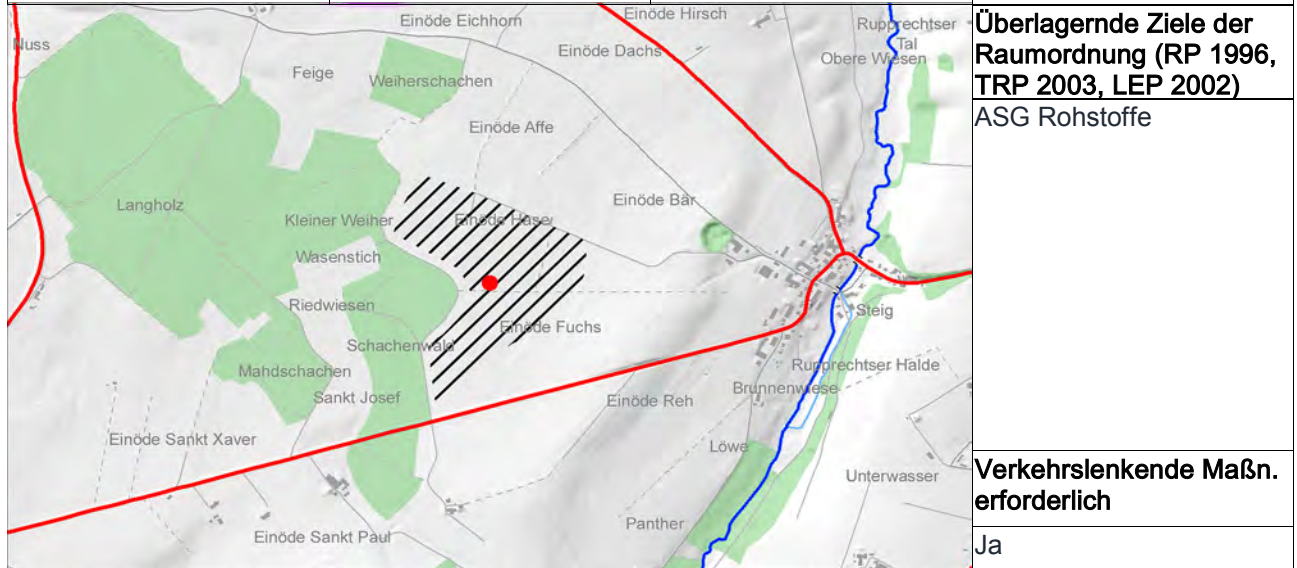 Einöde Eichhorn
Einöde Hirsch
Rupprechtser
Tal
Nuss
Einöde Dachs
Obere Wiesen
Feige
Weiherschachen
Einöde Affe
Langholz
Kleiner Weiher
Einöde Hase
Einöde Bär
Wasenstich
Riedwiesen
Einöde Fuchs
Steig
Schachenwald
Mahdschachen
Rupprechtser Halde
Sankt Josef
Brunnenwiese
Einöde Reh
Einöde Sankt Xaver
Löwe
Unterwasser
Panther
Einöde Sankt Paul
Überlagernde Ziele der
Raumordnung (RP 1996,
TRP 2003, LEP 2002)
ASG Rohstoffe
Verkehrslenkende Maßn.
erforderlich
Ja